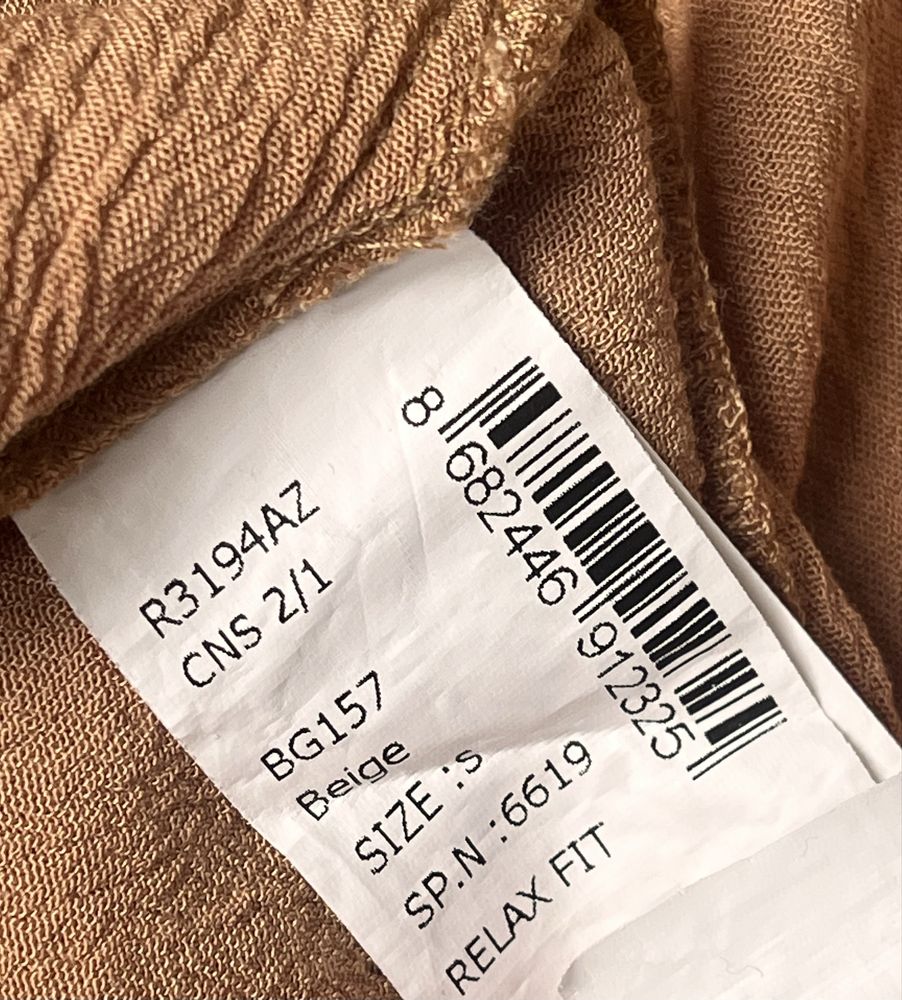 8 682446 912325
R3194AZ
CNS 2/1
BG157
Beige
SIZE :S
SP.N :6619
RELAX FIT